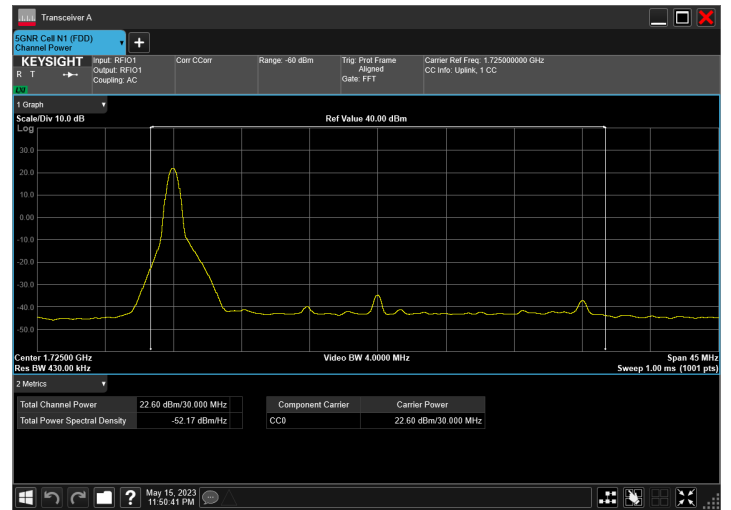 Transceiver A
5GNR Cell N1 (FDD)
Channel Power
KEYSIGHT
R T
LXI
Input: RFIO1
Output: RFIO1
Coupling: AC
Corr CCorr
Range: -60 dBm
Trig: Prot Frame
Aligned
Gate: FFT
Carrier Ref Freq: 1.725000000 GHz
CC Info: Uplink, 1 CC
1 Graph
Scale/Div 10.0 dB
Ref Value 40.00 dBm
Log
30.0
20.0
10.0
0.00
-10.0
-20.0
-30.0
-40.0
-50.0
Center 1.72500 GHz
Video BW 4.0000 MHz
Span 45 MHz
Res BW 430.00 kHz
Sweep 1.00 ms (1001 pts)
2 Metrics
Total Channel Power 22.60 dBm/30.000 MHz
Total Power Spectral Density -52.17 dBm/Hz
Component Carrier Carrier Power
CC0 22.60 dBm/30.000 MHz
?
May 15, 2023
11:50:41 PM